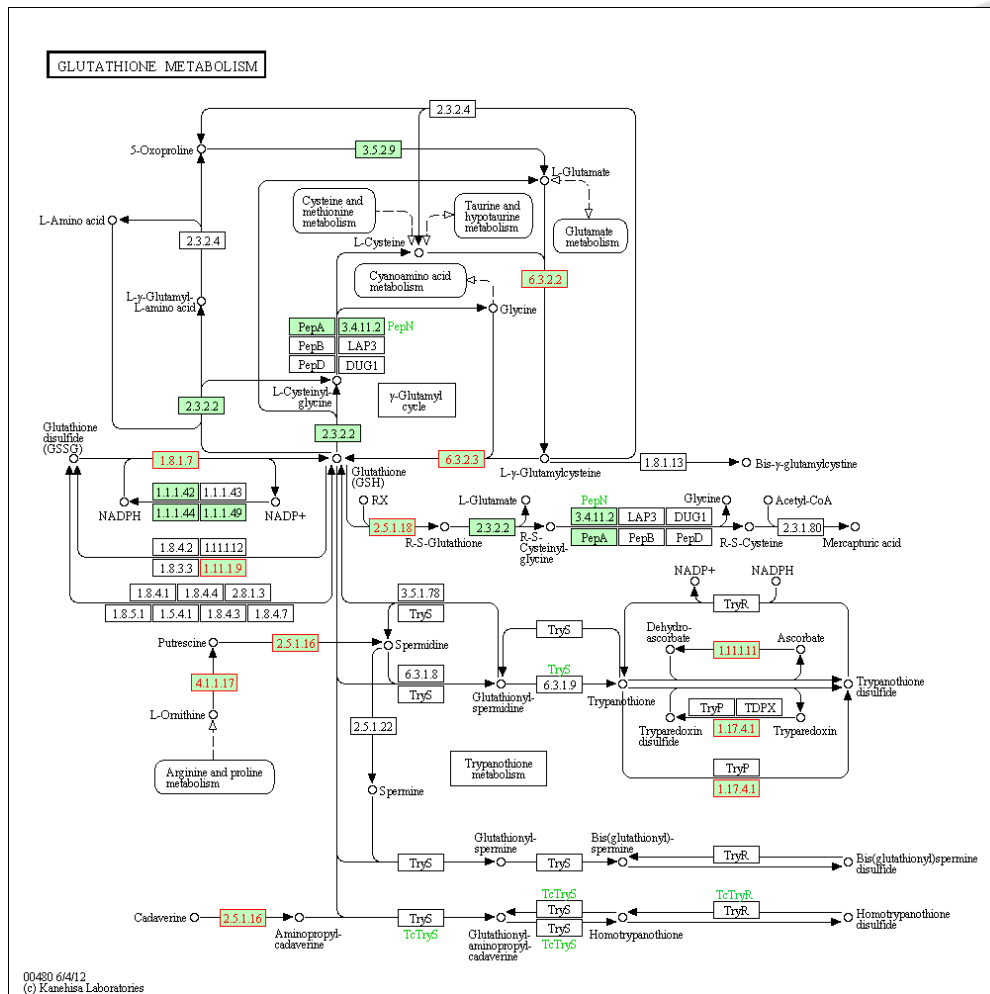 GLUTATHIONE METABOLISM
2.3.2.4
5-Oxoproline
3.5.2.9
L-Glutamate
Cysteine and
methionine
metabolism
Taurine and
hypotaurine
metabolism
L-Amino acid
2.3.2.4
L-Cysteine
Glutamate
metabolism
Cyanoamino acid
metabolism
6.3.2.2
L-γ-Glutamyl-
L-amino acid
Glycine
PepA
3.4.11.2
PepN
PepB
LAP3
PepD
DUG1
L-Cysteinyl-
glycine
γ-Glutamyl
cycle
2.3.2.2
2.3.2.2
Glutathione
disulfide
(GSSG)
1.8.1.7
Glutathione
(GSH)
6.3.2.3
L-γ-Glutamylcysteine
1.8.1.13
Bis-γ-glutamylcystine
1.1.1.42
1.1.1.43
1.1.1.44
1.1.1.49
NADPH
NADP+
RX
L-Glutamate
PepN
Glycine
Acetyl-CoA
2.5.1.18
R-S-Glutathione
2.3.2.2
R-S-
Cysteinyl-
glycine
3.4.11.2
LAP3
DUG1
PepA
PepB
PepD
R-S-Cysteine
2.3.1.80
Mercapturic acid
1.8.4.2
1.11.1.12
1.8.3.3
1.11.1.9
1.8.4.1
1.8.4.4
2.8.1.3
1.8.5.1
1.5.4.1
1.8.4.3
1.8.4.7
3.5.1.78
TryS
NADP+
NADPH
TryR
Putrescine
2.5.1.16
Spermidine
TryS
Dehydro-
ascorbate
Ascorbate
1.11.1.11
4.1.1.17
6.3.1.8
TryS
Glutathionyl-
spermidine
TryS
6.3.1.9
Trypanothione
Trypanothione
disulfide
L-Ornithine
2.5.1.22
TryP
TDPX
1.17.4.1
Tryparedoxin
disulfide
Tryparedoxin
Arginine and proline
metabolism
Trypanothione
metabolism
TryP
1.17.4.1
Spermine
Glutathionyl-
spermine
Bis(glutathionyl)-
spermine
TryS
TryS
TryR
Bis(glutathionyl)spermine
disulfide
Cadaverine
2.5.1.16
Aminopropyl-
cadaverine
TryS
TcTryS
Glutathionyl-
aminopropyl-
cadaverine
TcTryS
TryS
TryS
TcTryS
Homotrypanothione
TcTryR
TryR
Homotrypanothione
disulfide
00480 6/4/12
(c) Kanehisa Laboratories